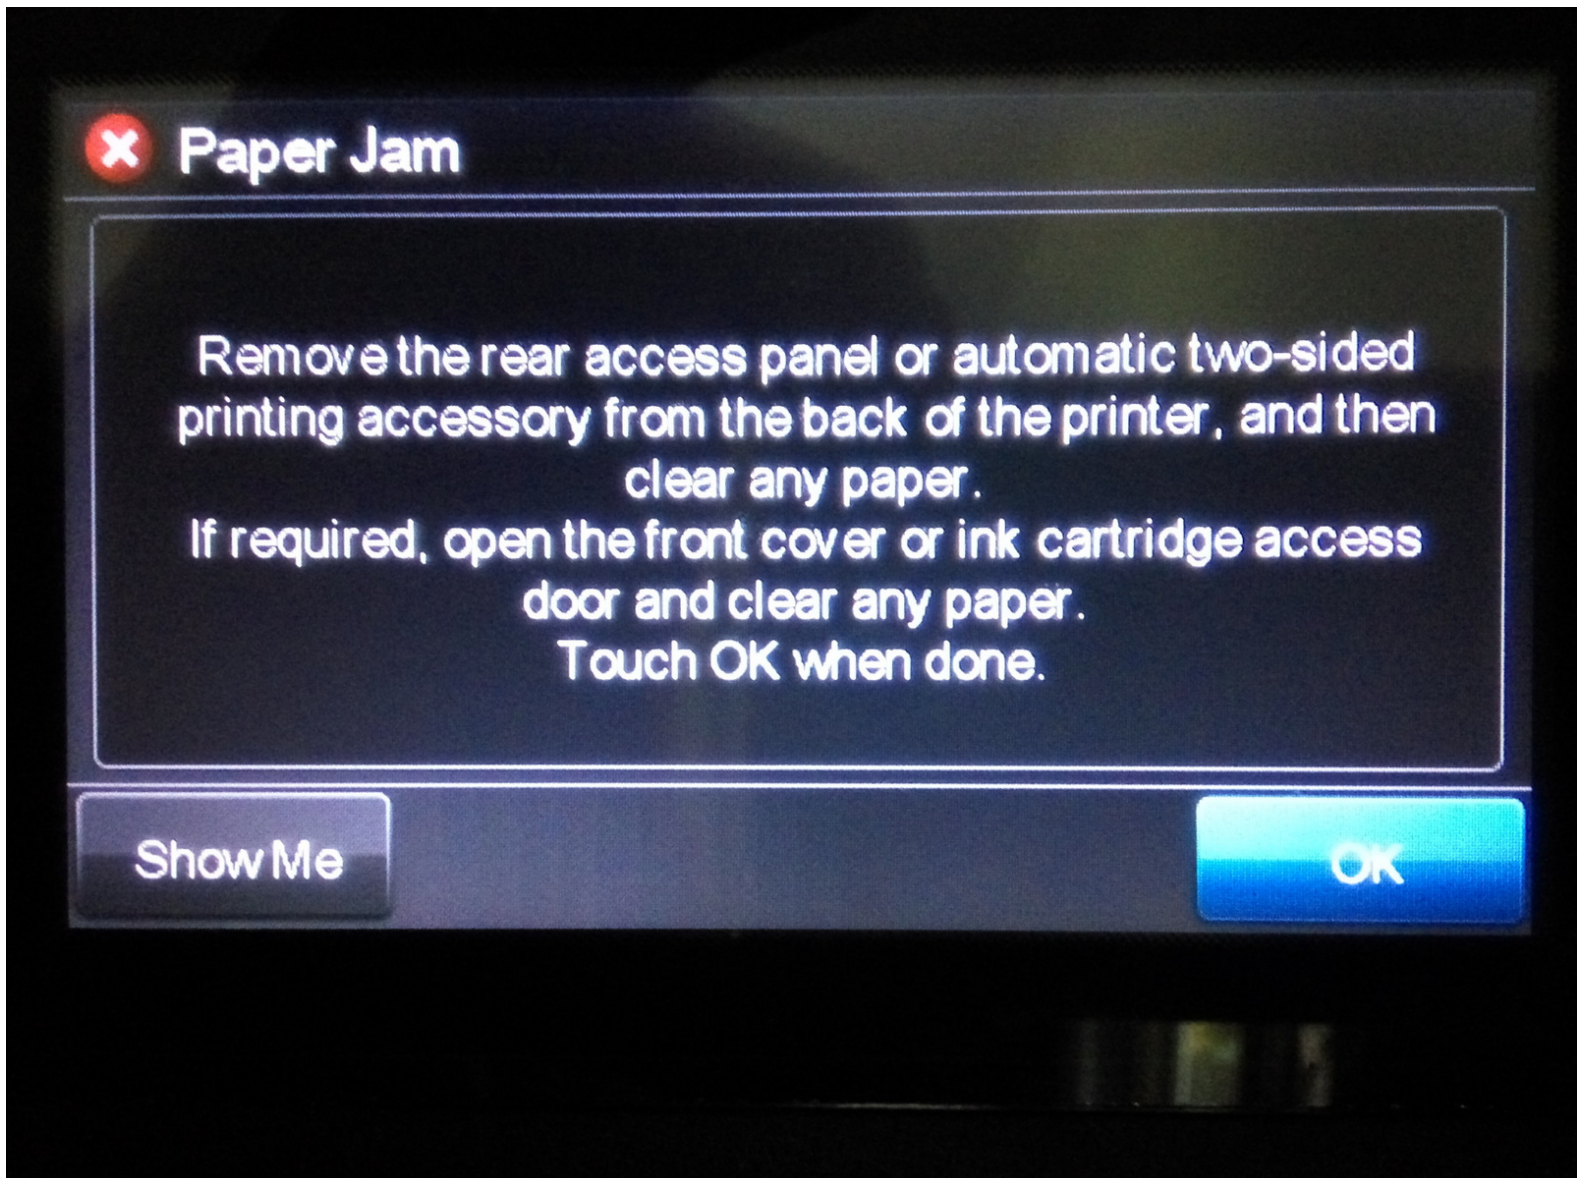 Paper Jam
Remove the rear access panel or automatic two-sided
printing accessory from the back of the printer, and then
clear any paper.
If required, open the front cover or ink cartridge access
door and clear any paper.
Touch OK when done.
Show Me
OK